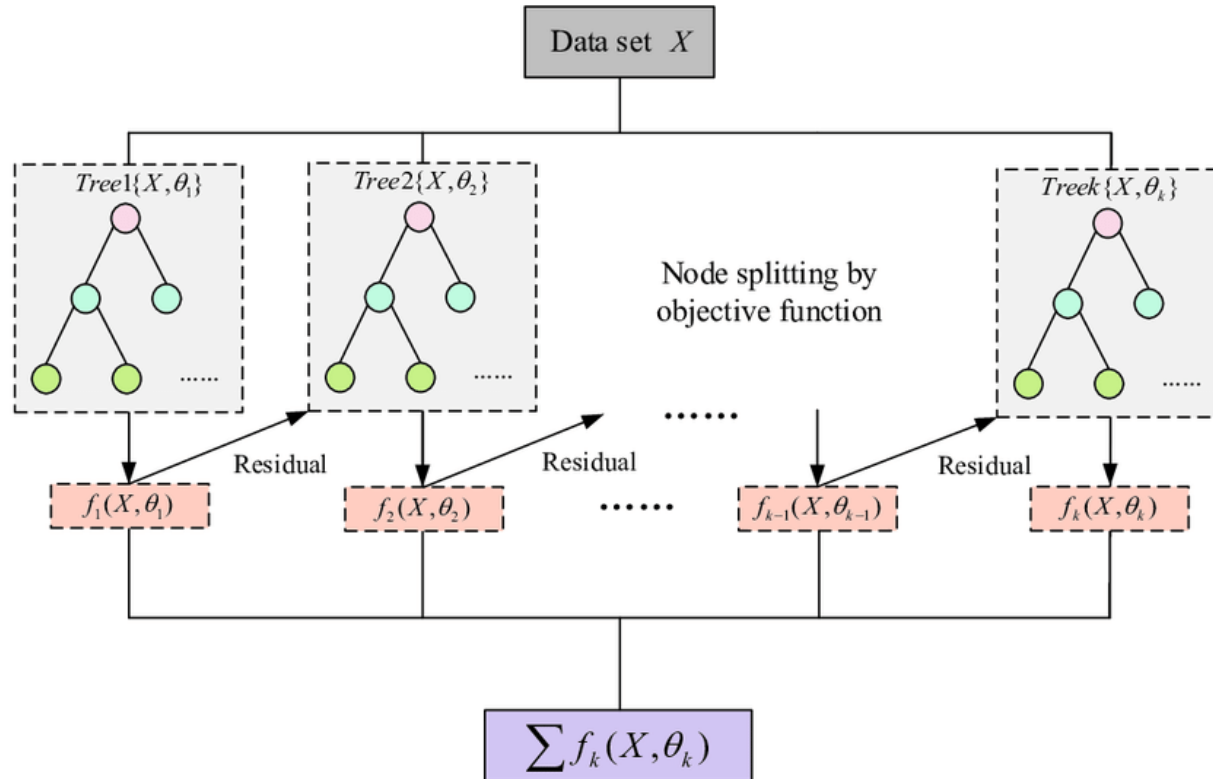 Data set X
Tree1{X,θ₁}
Tree2{X,θ₂}
Treek{X,θₖ}
Node splitting by
objective function
......
......
......
......
Residual
Residual
Residual
f₁(X,θ₁)
f₂(X,θ₂)
......
fₖ₋₁(X,θₖ₋₁)
fₖ(X,θₖ)
∑fₖ(X,θₖ)